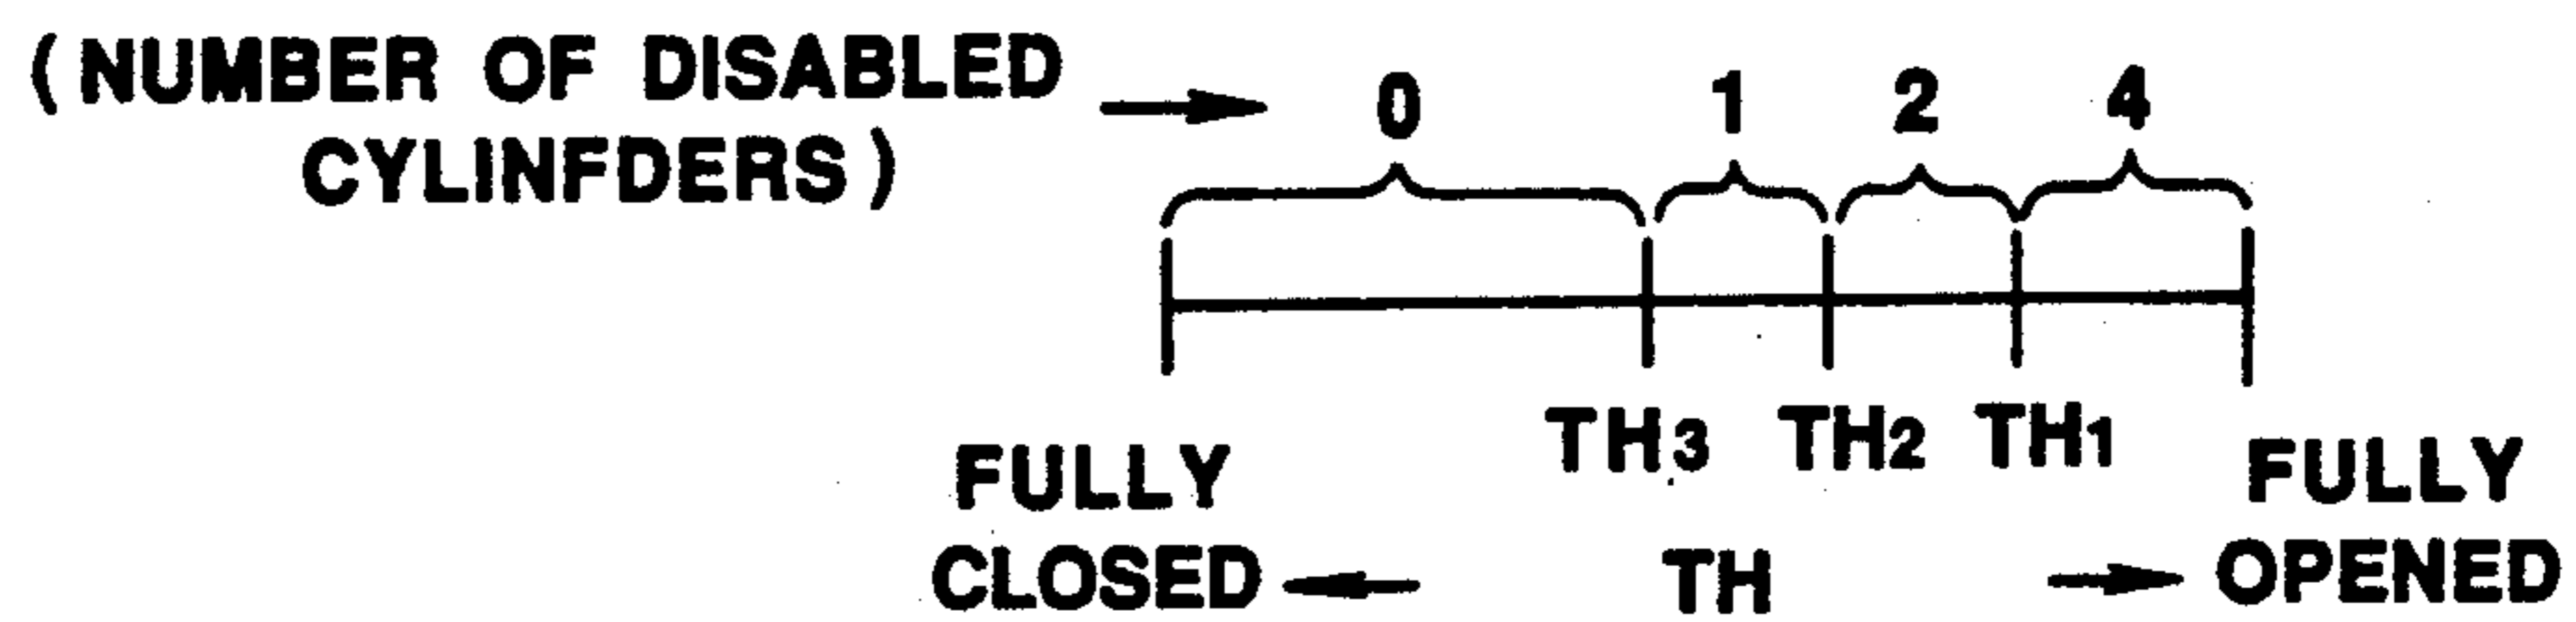 (NUMBER OF DISABLED
CYLINFDERS)
0 1 2 4
TH3 TH2 TH1
FULLY
CLOSED
TH
FULLY
OPENED